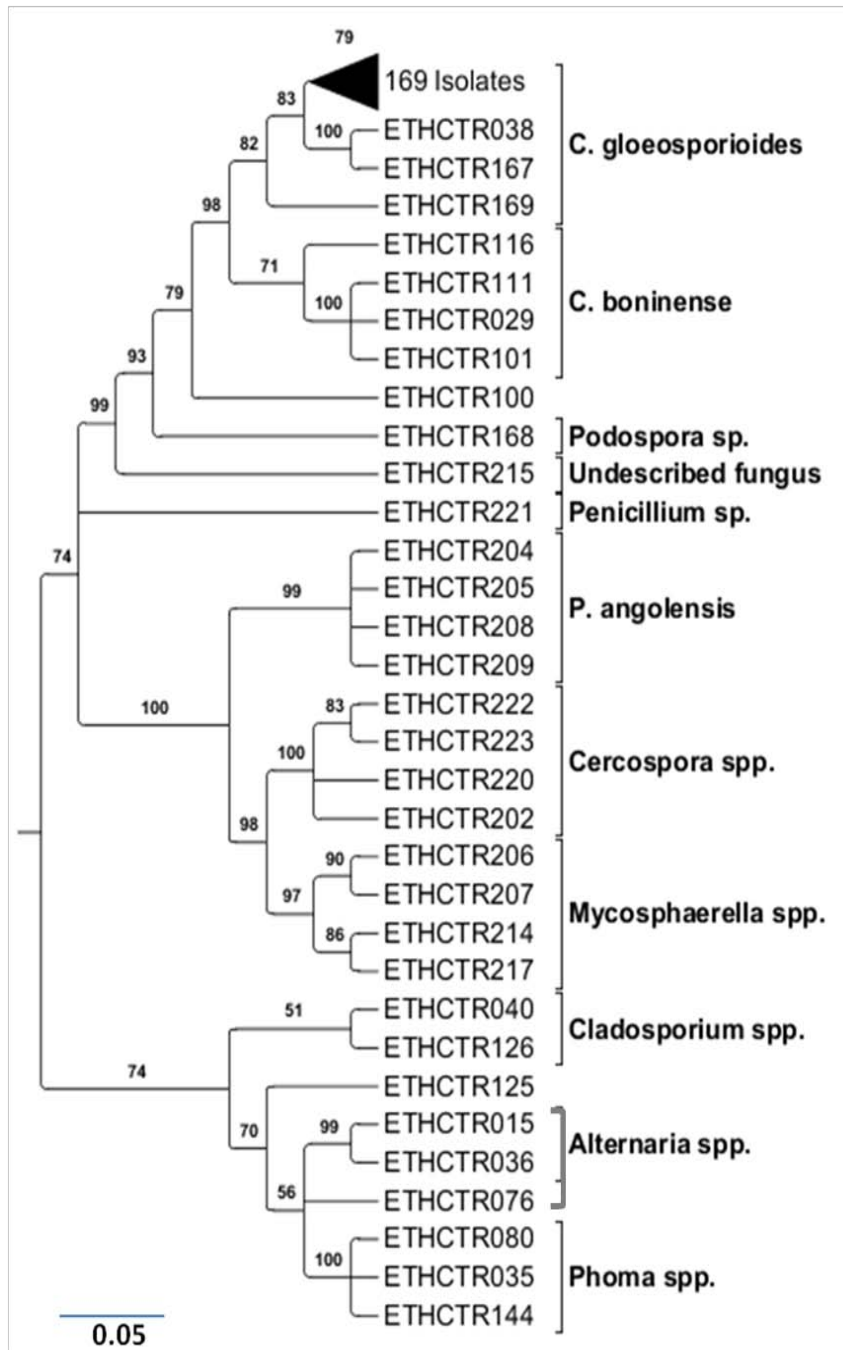 79
169 Isolates
83
100
ETHCTR038
C. gloeosporioides
82
ETHCTR167
98
ETHCTR169
ETHCTR116
71
ETHCTR111
79
100
ETHCTR029
C. boninense
93
ETHCTR101
99
ETHCTR100
ETHCTR168
Podospora sp.
ETHCTR215
Undescribed fungus
ETHCTR221
Penicillium sp.
74
ETHCTR204
99
ETHCTR205
P. angolensis
ETHCTR208
ETHCTR209
100
83
ETHCTR222
ETHCTR223
100
Cercospora spp.
ETHCTR220
98
ETHCTR202
90
ETHCTR206
97
ETHCTR207
Mycosphaerella spp.
86
ETHCTR214
ETHCTR217
51
ETHCTR040
Cladosporium spp.
ETHCTR126
74
ETHCTR125
70
99
ETHCTR015
Alternaria spp.
ETHCTR036
56
ETHCTR076
ETHCTR080
100
ETHCTR035
Phoma spp.
ETHCTR144
0.05